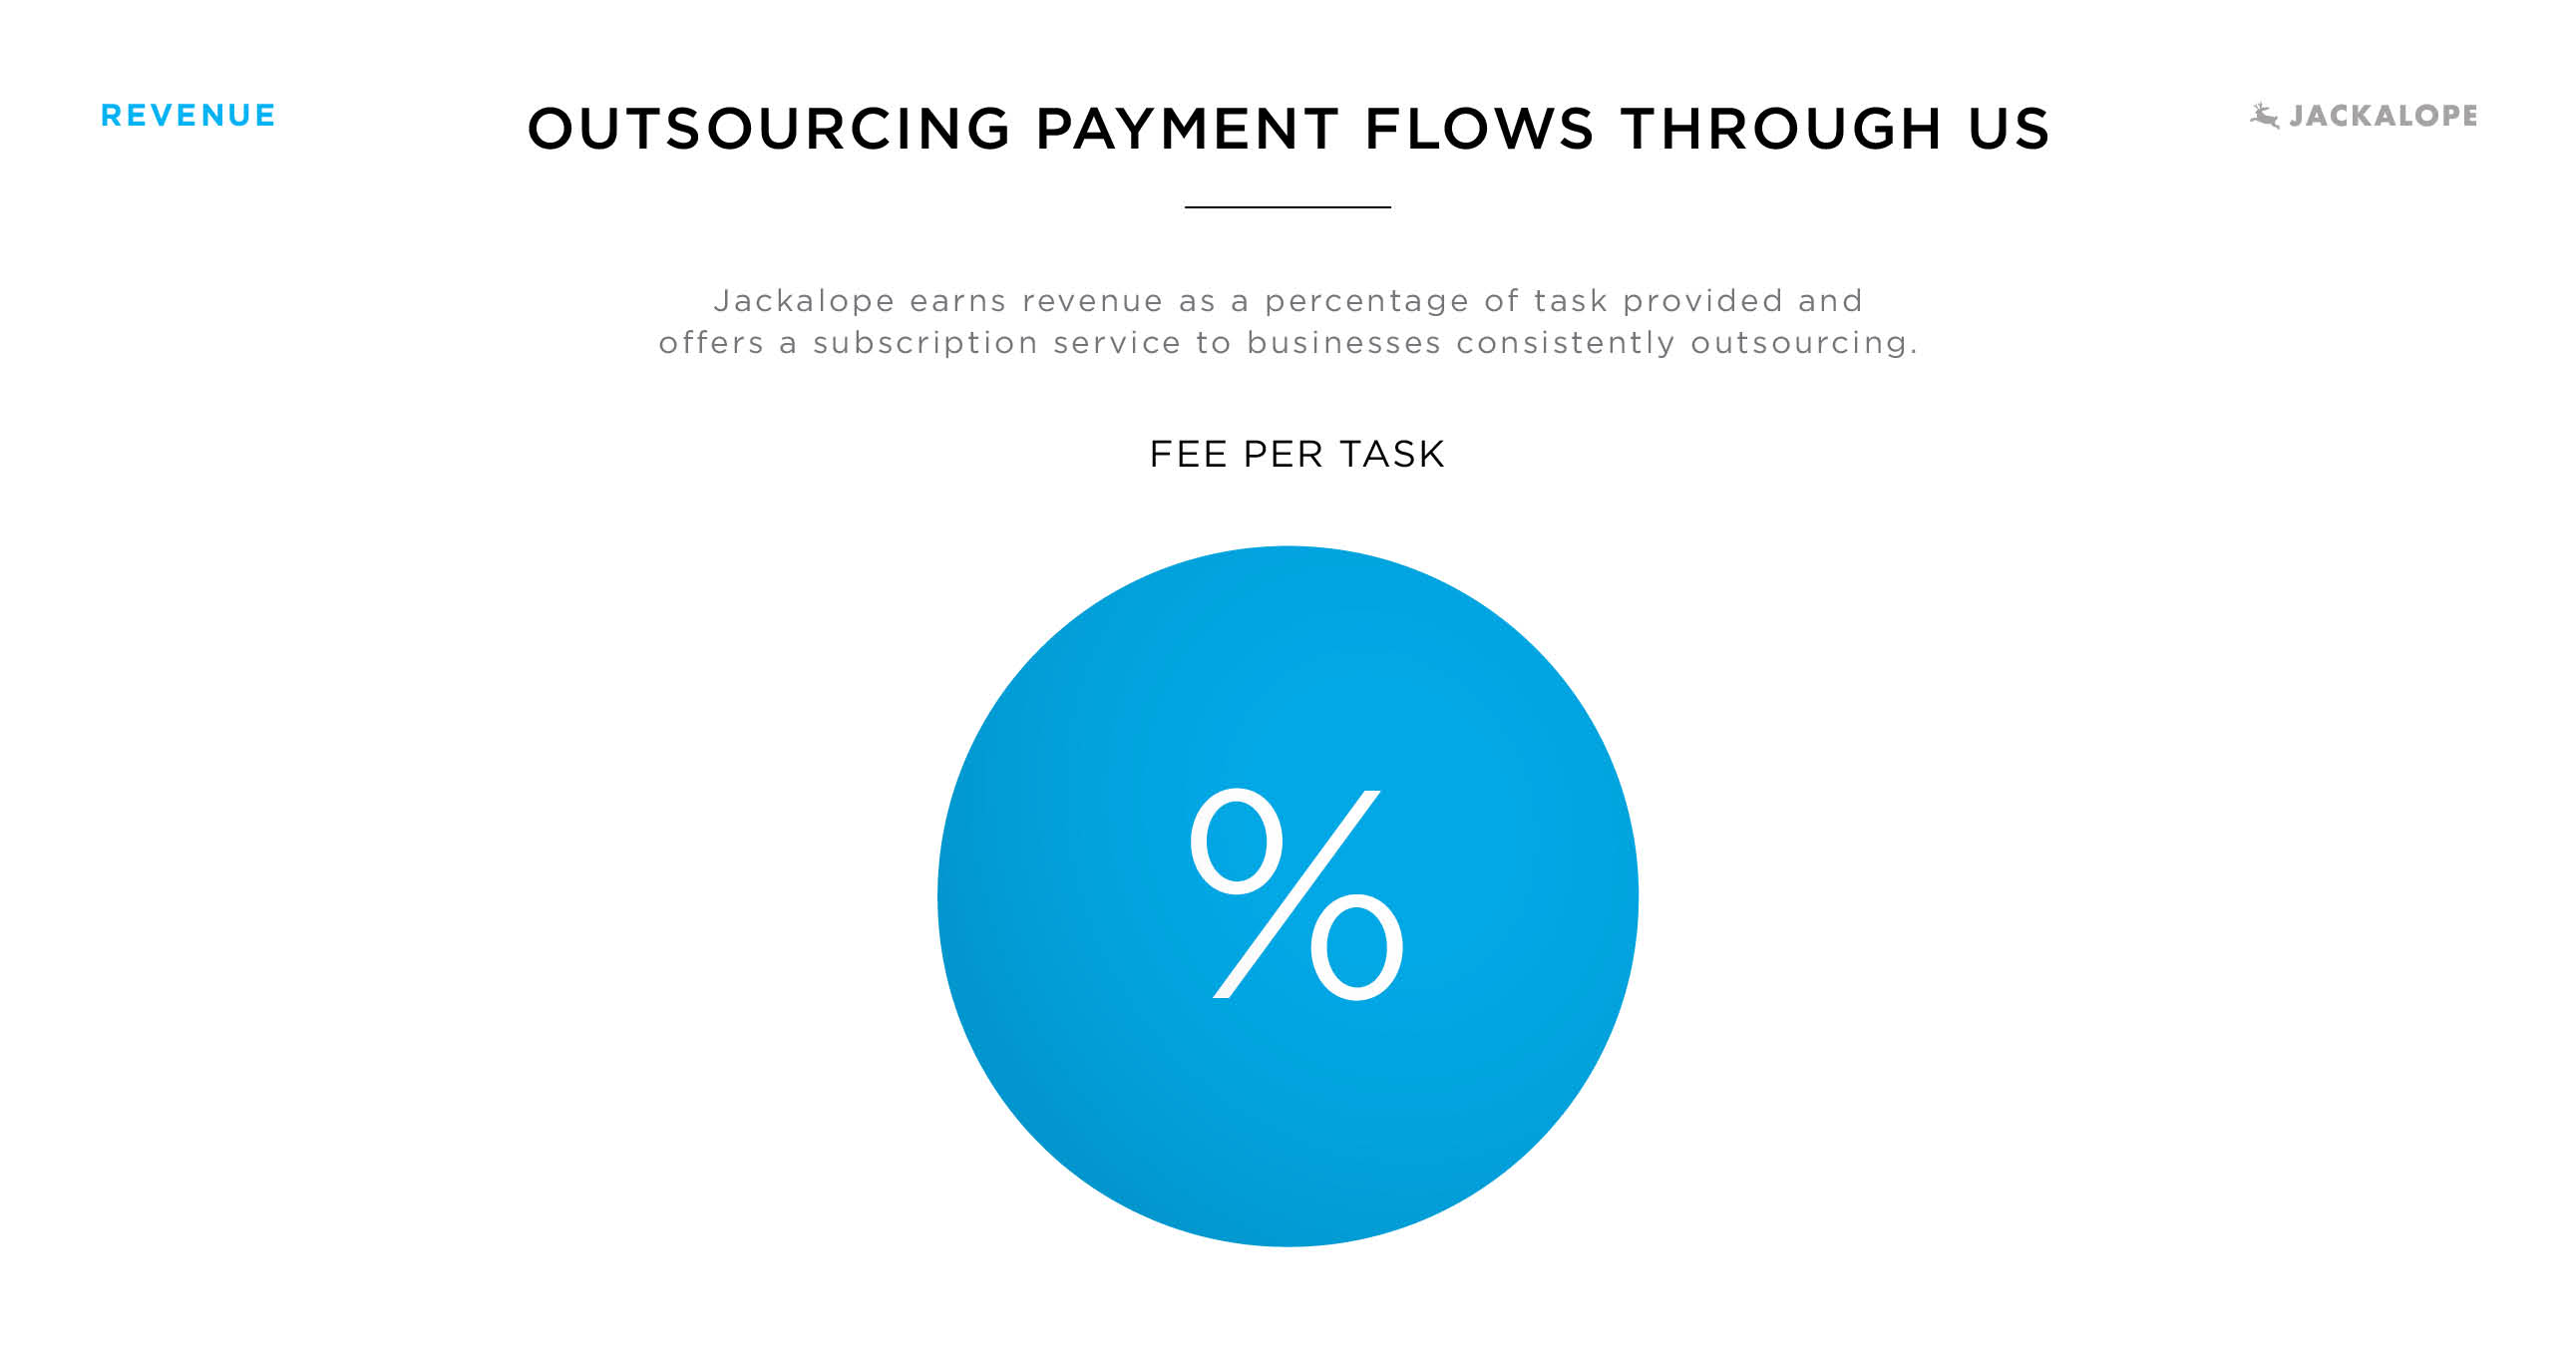 REVENUE
OUTSOURCING PAYMENT FLOWS THROUGH US
JACKALOPE
Jackalope earns revenue as a percentage of task provided and
offers a subscription service to businesses consistently outsourcing.
FEE PER TASK
%